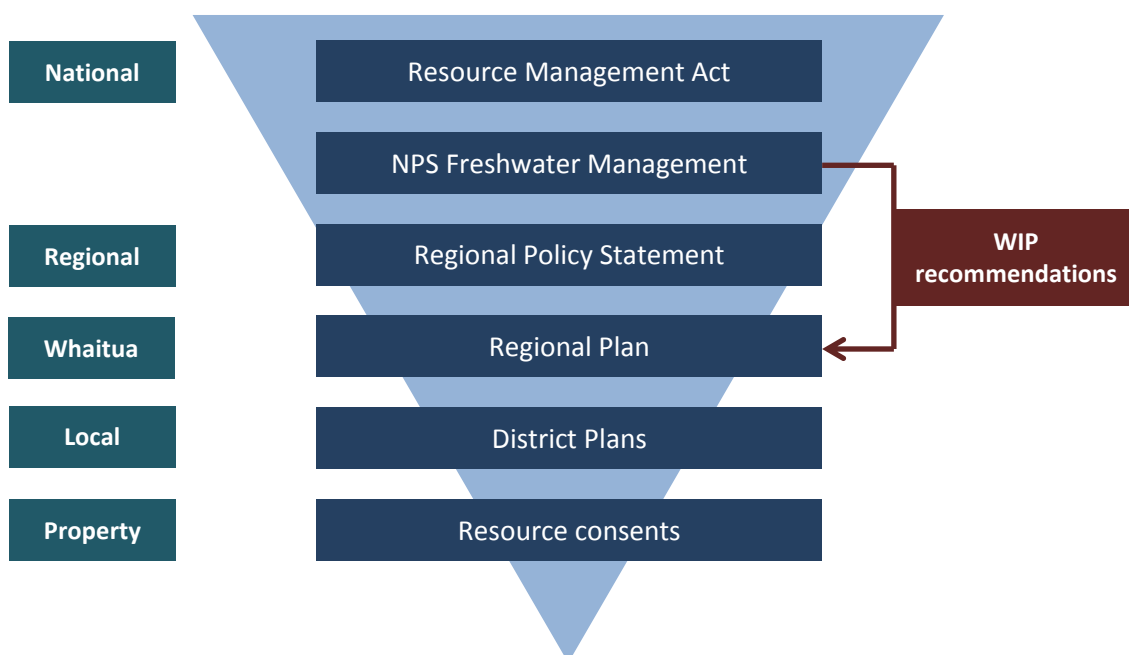 National
Resource Management Act
NPS Freshwater Management
Regional
Regional Policy Statement
WIP
recommendations
Whaitua
Regional Plan
Local
District Plans
Property
Resource consents